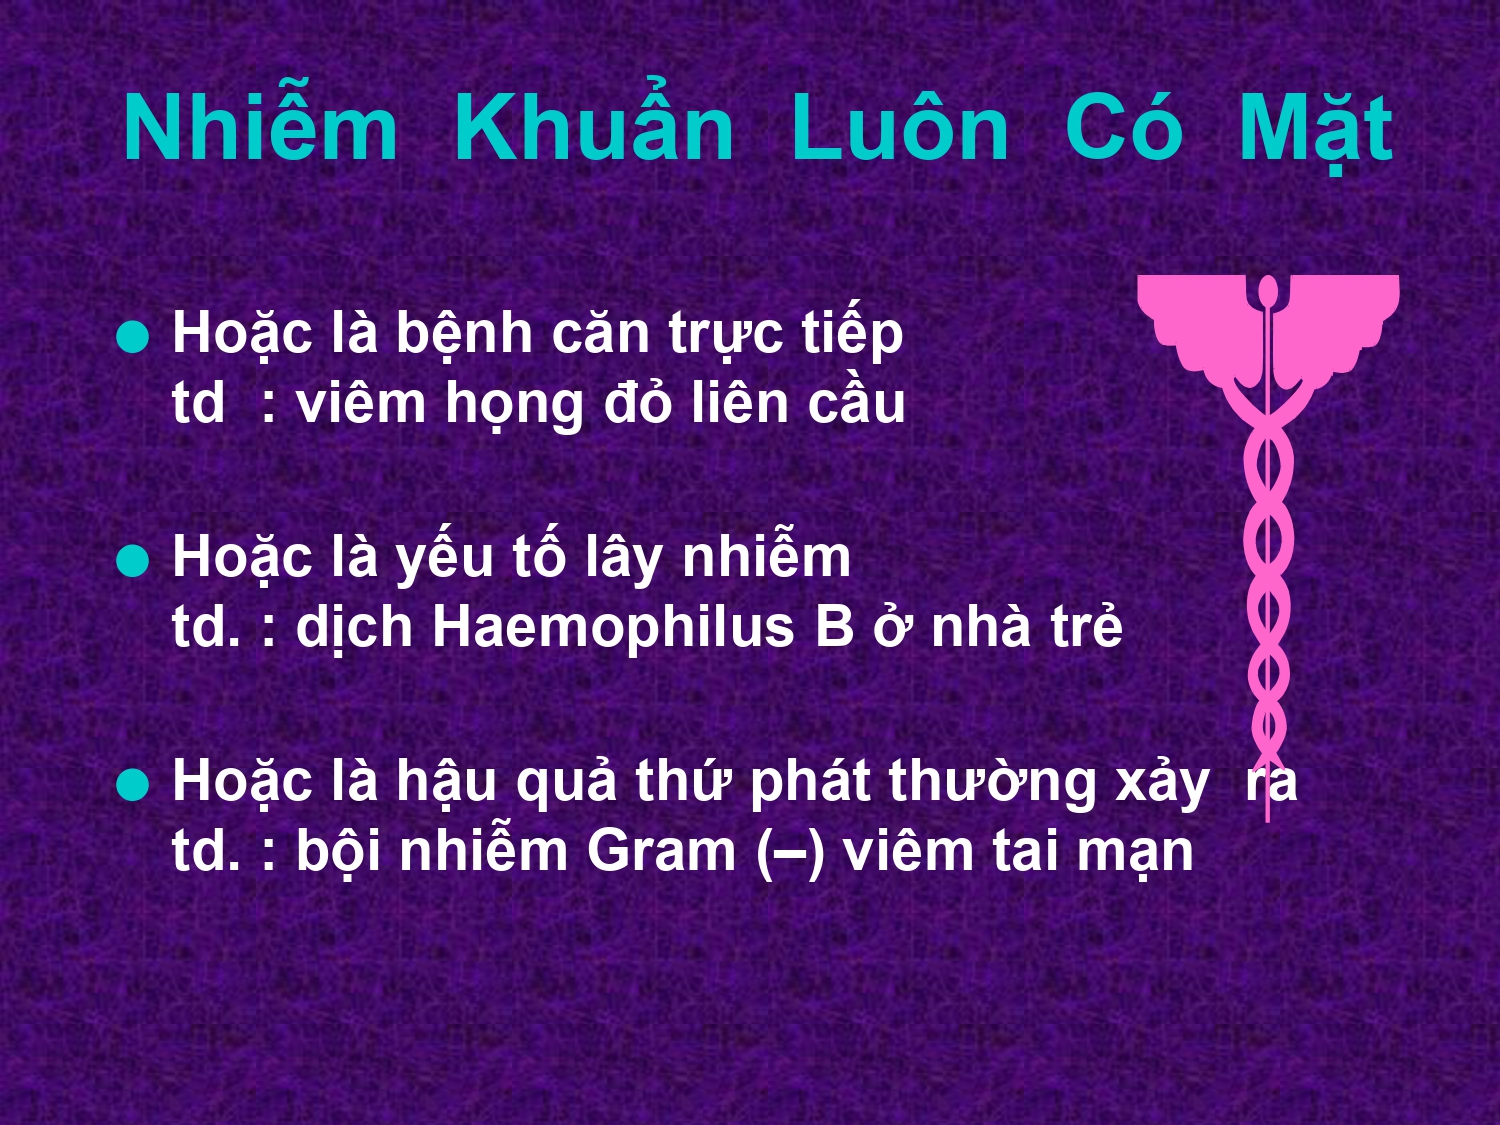 Nhiễm Khuẩn Luôn Có Mặt
Hoặc là bệnh căn trực tiếp
td : viêm họng đỏ liên cầu
Hoặc là yếu tố lây nhiễm
td. : dịch Haemophilus B ở nhà trẻ
Hoặc là hậu quả thứ phát thường xảy ra
td. : bội nhiễm Gram (–) viêm tai mạn